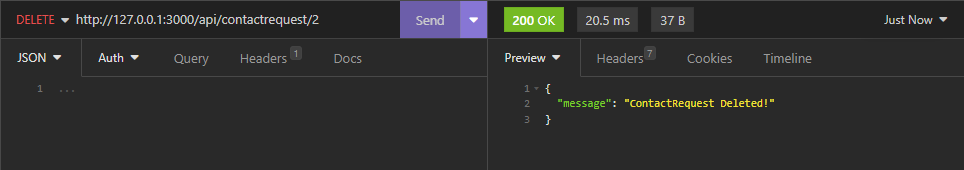 DELETE http://127.0.0.1:3000/api/contactrequest/2 Send 200 OK 20.5 ms 37 B Just Now
JSON Auth Query Headers 1 Docs Preview Headers 7 Cookies Timeline
1 ...
1 {
2 "message": "ContactRequest Deleted!"
3 }